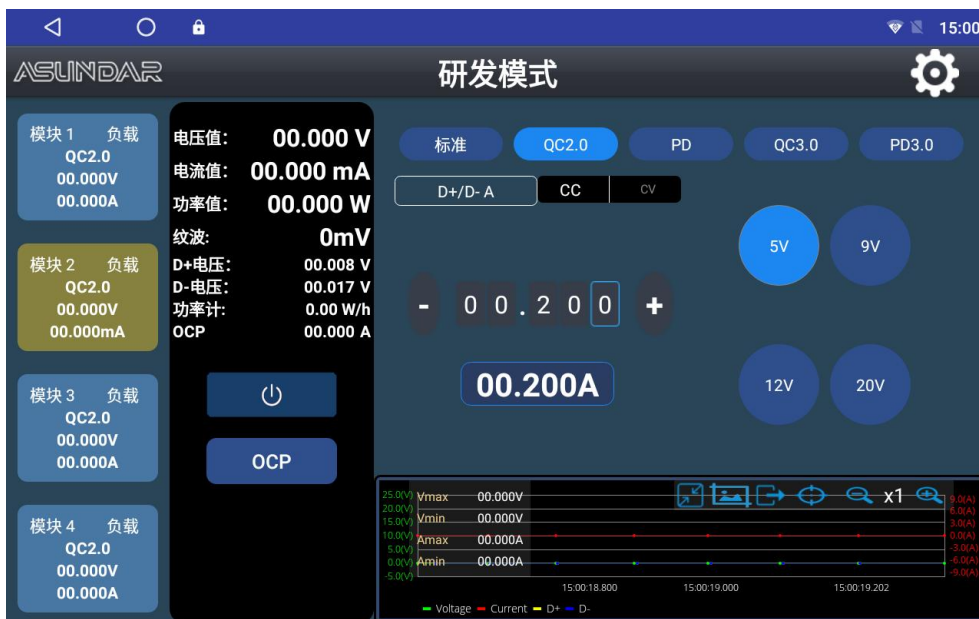 15:00
ASUNDAR
研发模式
模块 1 负载
QC2.0
00.000V
00.000A
模块 2 负载
QC2.0
00.000V
00.000mA
模块 3 负载
QC2.0
00.000V
00.000A
模块 4 负载
QC2.0
00.000V
00.000A
电压值: 00.000 V
电流值: 00.000 mA
功率值: 00.000 W
纹波: 0mV
D+电压: 00.008 V
D-电压: 00.017 V
功率计: 0.00 W/h
OCP 00.000 A
OCP
标准 QC2.0 PD QC3.0 PD3.0
D+/D- A CC CV
5V 9V
- 0 0 . 2 0 0 +
00.200A
12V 20V
x1
Vmax 00.000V
Vmin 00.000V
Amax 00.000A
Amin 00.000A
25.0(V)
20.0(V)
15.0(V)
10.0(V)
5.0(V)
0.0(V)
-5.0(V)
9.0(A)
6.0(A)
3.0(A)
0.0(A)
-3.0(A)
-6.0(A)
-9.0(A)
15:00:18.800 15:00:19.000 15:00:19.202
Voltage Current D+ D-